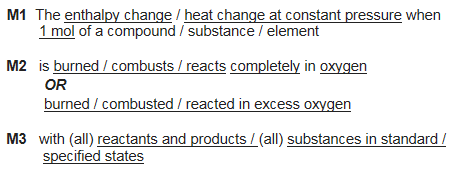 M1 The enthalpy change / heat change at constant pressure when
1 mol of a compound / substance / element
M2 is burned / combusts / reacts completely in oxygen
OR
burned / combusted / reacted in excess oxygen
M3 with (all) reactants and products / (all) substances in standard /
specified states